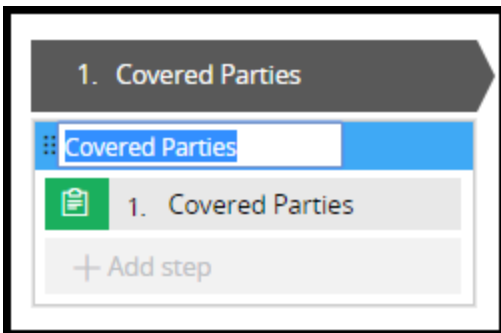 1. Covered Parties
Covered Parties
1. Covered Parties
+ Add step